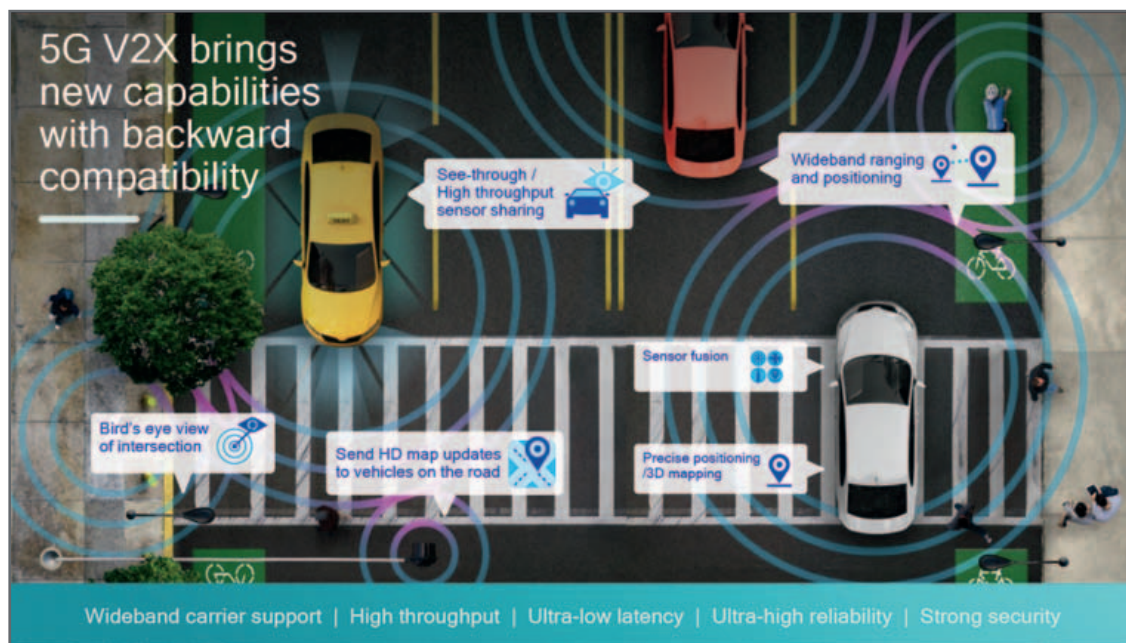 5G V2X brings
new capabilities
with backward
compatibility
See-through /
High throughput
sensor sharing
Wideband ranging
and positioning
Sensor fusion
Bird's eye view
of intersection
Send HD map updates
to vehicles on the road
Precise positioning
/3D mapping
Wideband carrier support | High throughput | Ultra-low latency | Ultra-high reliability | Strong security